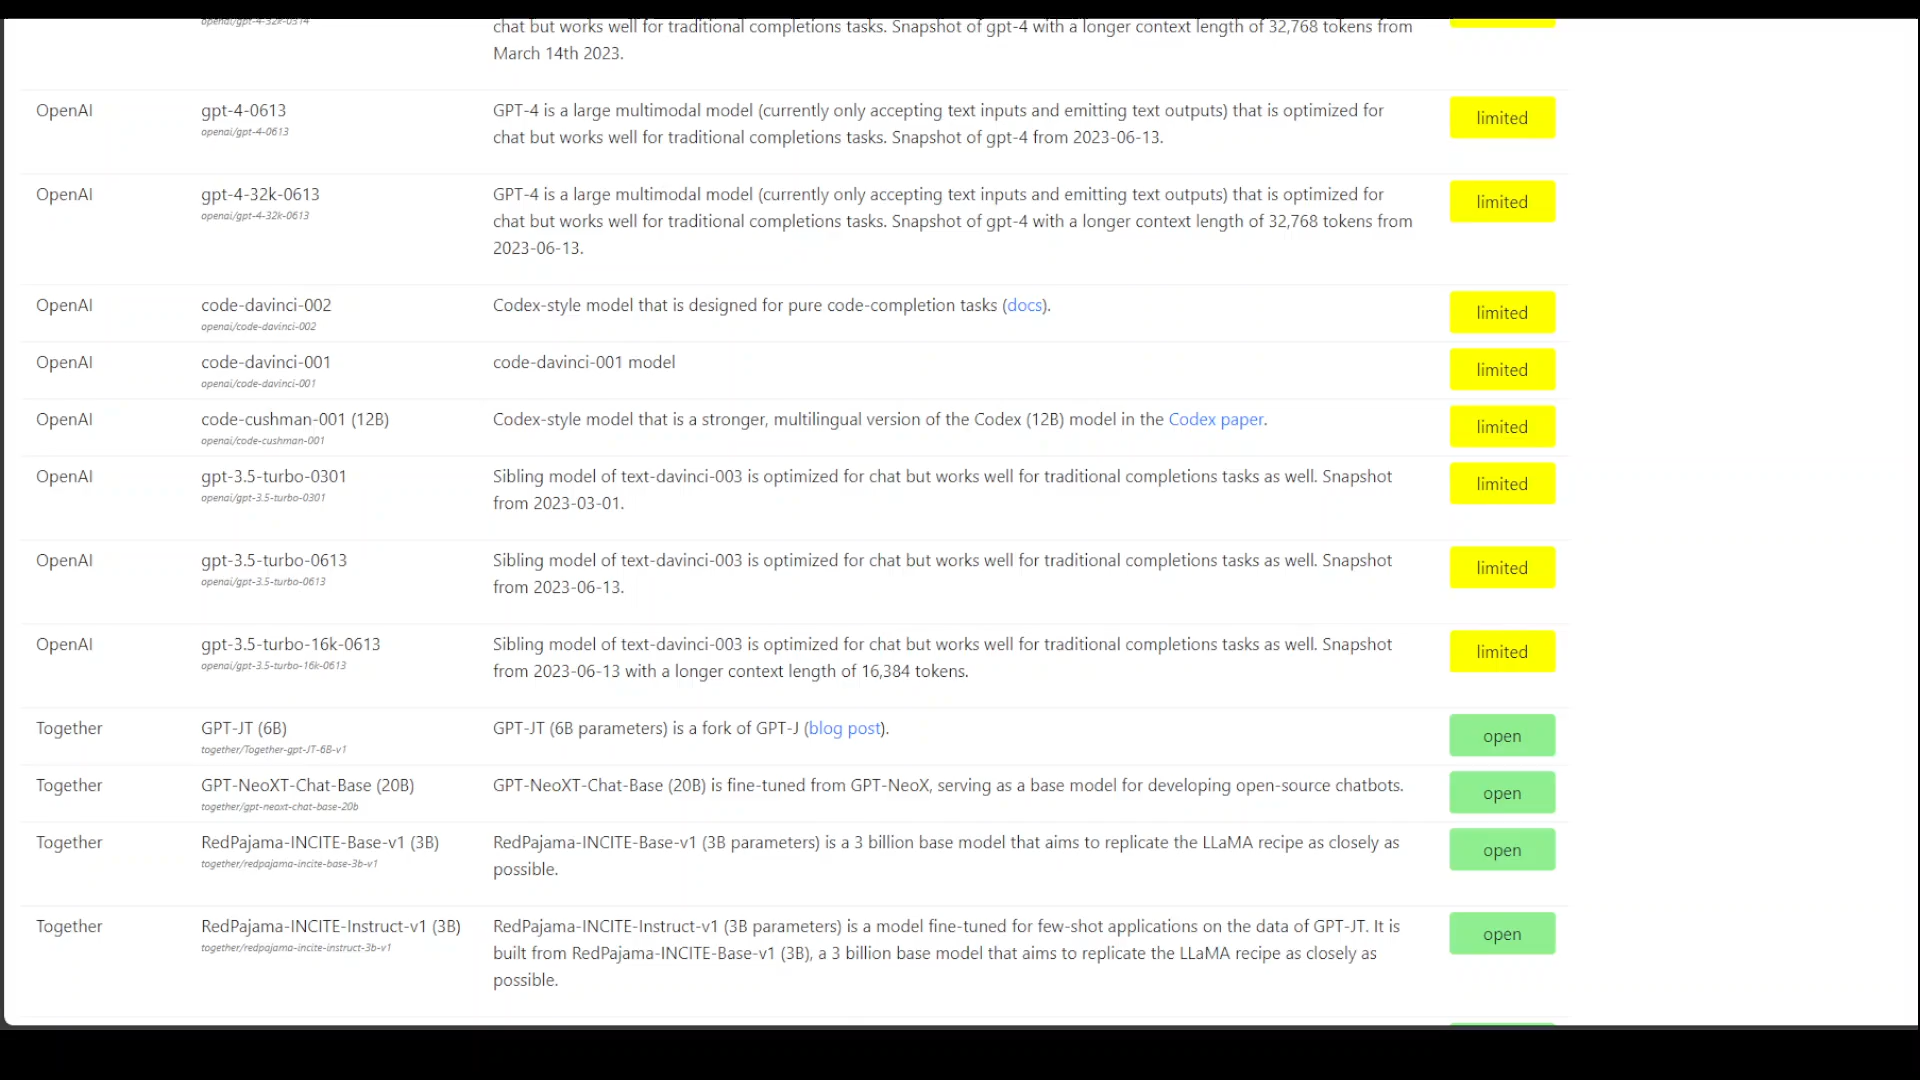 openai/gpt-4-32k-0314
chat but works well for traditional completions tasks. Snapshot of gpt-4 with a longer context length of 32,768 tokens from
March 14th 2023.
OpenAI
gpt-4-0613
openai/gpt-4-0613
GPT-4 is a large multimodal model (currently only accepting text inputs and emitting text outputs) that is optimized for
chat but works well for traditional completions tasks. Snapshot of gpt-4 from 2023-06-13.
limited
OpenAI
gpt-4-32k-0613
openai/gpt-4-32k-0613
GPT-4 is a large multimodal model (currently only accepting text inputs and emitting text outputs) that is optimized for
chat but works well for traditional completions tasks. Snapshot of gpt-4 with a longer context length of 32,768 tokens from
2023-06-13.
limited
OpenAI
code-davinci-002
openai/code-davinci-002
Codex-style model that is designed for pure code-completion tasks (docs).
limited
OpenAI
code-davinci-001
openai/code-davinci-001
code-davinci-001 model
limited
OpenAI
code-cushman-001 (12B)
openai/code-cushman-001
Codex-style model that is a stronger, multilingual version of the Codex (12B) model in the Codex paper.
limited
OpenAI
gpt-3.5-turbo-0301
openai/gpt-3.5-turbo-0301
Sibling model of text-davinci-003 is optimized for chat but works well for traditional completions tasks as well. Snapshot
from 2023-03-01.
limited
OpenAI
gpt-3.5-turbo-0613
openai/gpt-3.5-turbo-0613
Sibling model of text-davinci-003 is optimized for chat but works well for traditional completions tasks as well. Snapshot
from 2023-06-13.
limited
OpenAI
gpt-3.5-turbo-16k-0613
openai/gpt-3.5-turbo-16k-0613
Sibling model of text-davinci-003 is optimized for chat but works well for traditional completions tasks as well. Snapshot
from 2023-06-13 with a longer context length of 16,384 tokens.
limited
Together
GPT-JT (6B)
together/Together-gpt-JT-6B-v1
GPT-JT (6B parameters) is a fork of GPT-J (blog post).
open
Together
GPT-NeoXT-Chat-Base (20B)
together/gpt-neoxt-chat-base-20b
GPT-NeoXT-Chat-Base (20B) is fine-tuned from GPT-NeoX, serving as a base model for developing open-source chatbots.
open
Together
RedPajama-INCITE-Base-v1 (3B)
together/redpajama-incite-base-3b-v1
RedPajama-INCITE-Base-v1 (3B parameters) is a 3 billion base model that aims to replicate the LLaMA recipe as closely as
possible.
open
Together
RedPajama-INCITE-Instruct-v1 (3B)
together/redpajama-incite-instruct-3b-v1
RedPajama-INCITE-Instruct-v1 (3B parameters) is a model fine-tuned for few-shot applications on the data of GPT-JT. It is
built from RedPajama-INCITE-Base-v1 (3B), a 3 billion base model that aims to replicate the LLaMA recipe as closely as
possible.
open